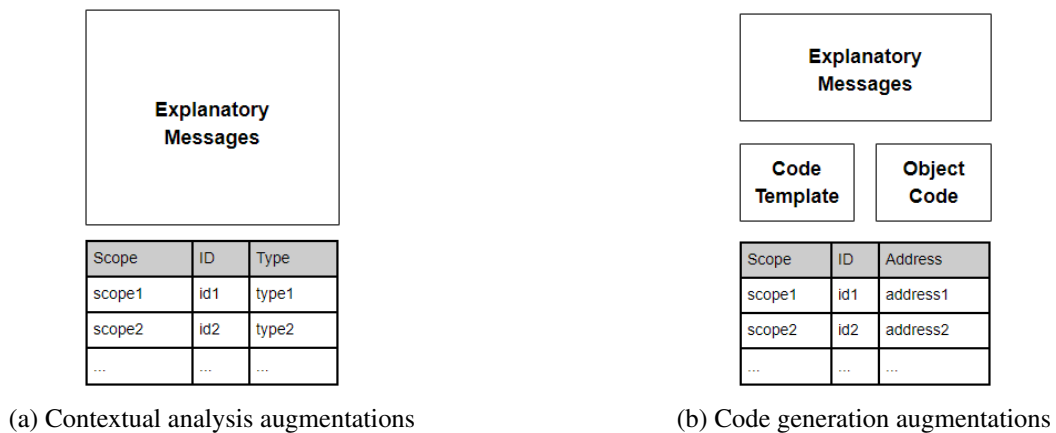 Explanatory
Messages
Scope ID Type
scope1 id1 type1
scope2 id2 type2
... ... ...
(a) Contextual analysis augmentations
Explanatory
Messages
Code
Template
Object
Code
Scope ID Address
scope1 id1 address1
scope2 id2 address2
... ... ...
(b) Code generation augmentations